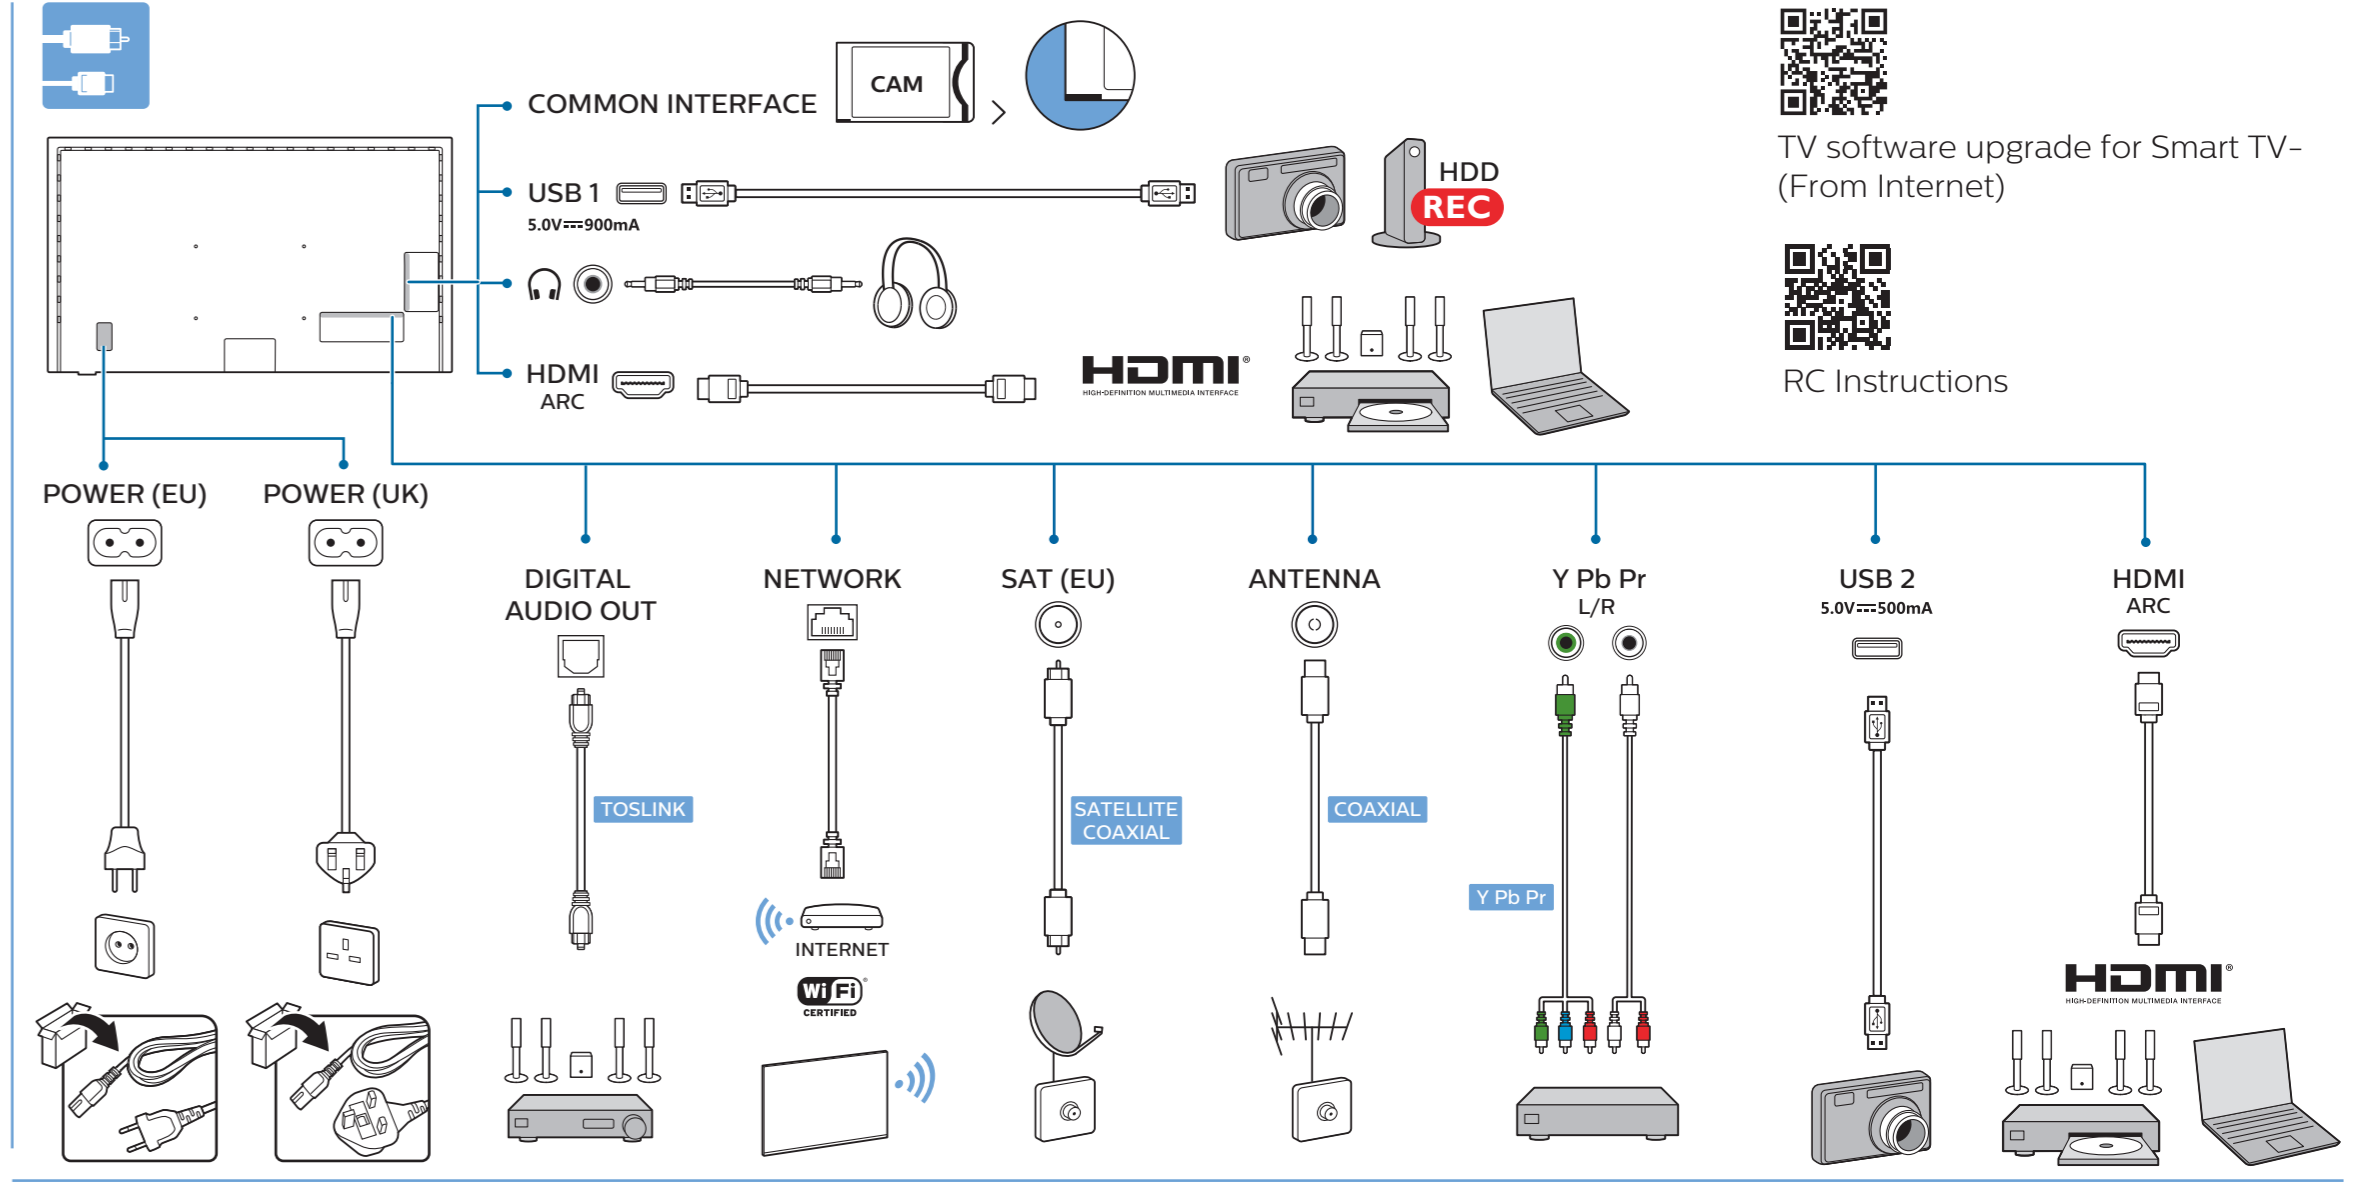 COMMON INTERFACE
CAM
>
USB 1
5.0V⎓900mA
HDD
REC
HDMI
ARC
HDMI®
HIGH-DEFINITION MULTIMEDIA INTERFACE
TV software upgrade for Smart TV-
(From Internet)
RC Instructions
POWER (EU)
POWER (UK)
DIGITAL
AUDIO OUT
TOSLINK
NETWORK
INTERNET
Wi Fi®
CERTIFIED
SAT (EU)
SATELLITE
COAXIAL
ANTENNA
COAXIAL
Y Pb Pr
L/R
Y Pb Pr
USB 2
5.0V⎓500mA
HDMI
ARC
HDMI®
HIGH-DEFINITION MULTIMEDIA INTERFACE